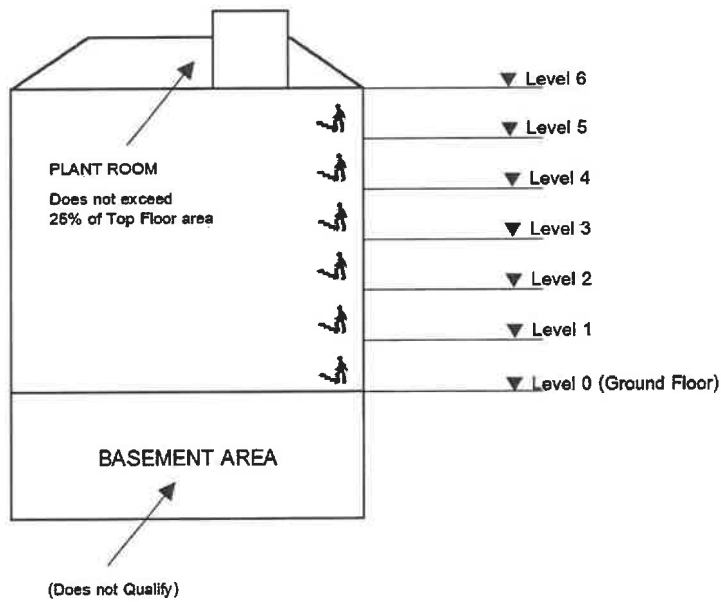 Level 6
Level 5
PLANT ROOM
Does not exceed
25% of Top Floor area
Level 4
Level 3
Level 2
Level 1
Level 0 (Ground Floor)
BASEMENT AREA
(Does not Qualify)